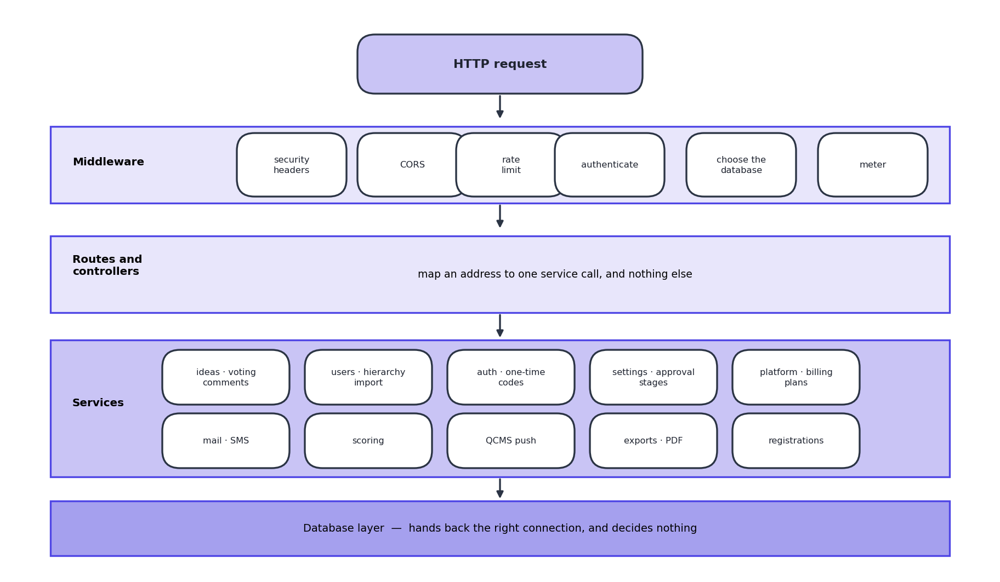 HTTP request
Middleware
security
headers
CORS
rate
limit
authenticate
choose the
database
meter
Routes and
controllers
map an address to one service call, and nothing else
Services
ideas · voting
comments
users · hierarchy
import
auth · one-time
codes
settings · approval
stages
platform · billing
plans
mail · SMS
scoring
QCMS push
exports · PDF
registrations
Database layer — hands back the right connection, and decides nothing